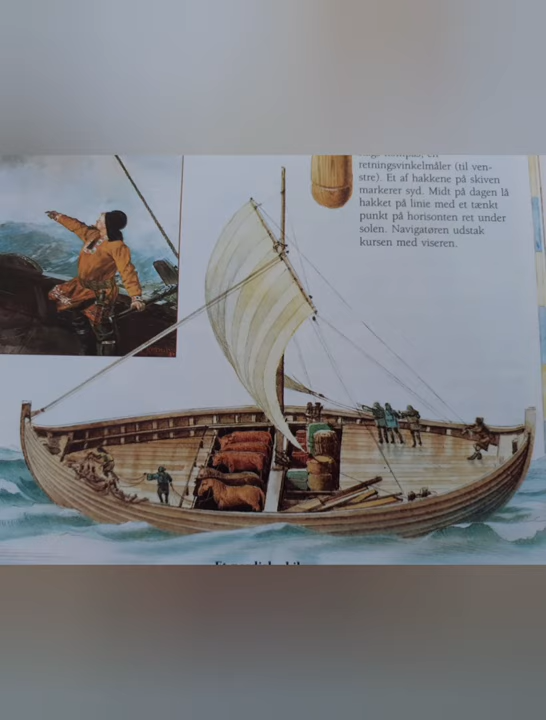 retningsvinkelmåler (til ven-
stre). Et af hakkene på skiven
markerer syd. Midt på dagen lå
hakket på linie med et tænkt
punkt på horisonten ret under
solen. Navigatøren udstak
kursen med viseren.